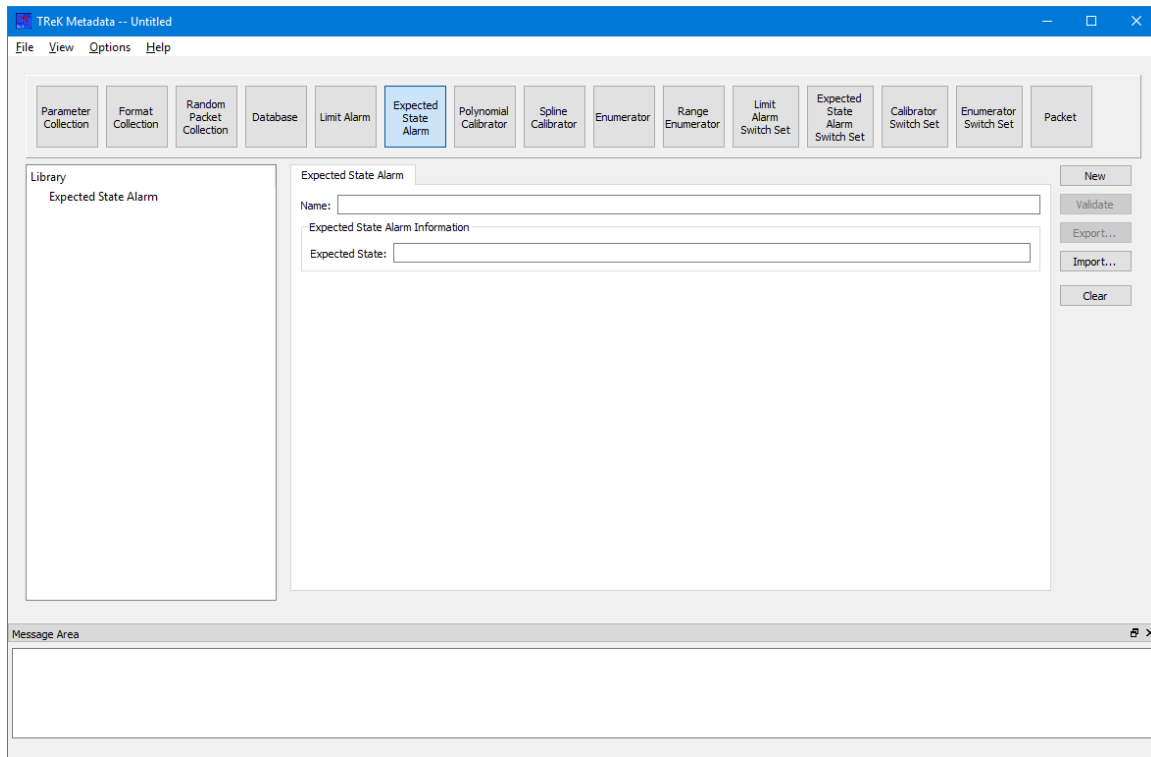 TReK Metadata -- Untitled
File View Options Help
Parameter Collection
Format Collection
Random Packet Collection
Database
Limit Alarm
Expected State Alarm
Polynomial Calibrator
Spline Calibrator
Enumerator
Range Enumerator
Limit Alarm Switch Set
Expected State Alarm Switch Set
Calibrator Switch Set
Enumerator Switch Set
Packet
Library
Expected State Alarm
Expected State Alarm
Name:
Expected State Alarm Information
Expected State:
New
Validate
Export...
Import...
Clear
Message Area